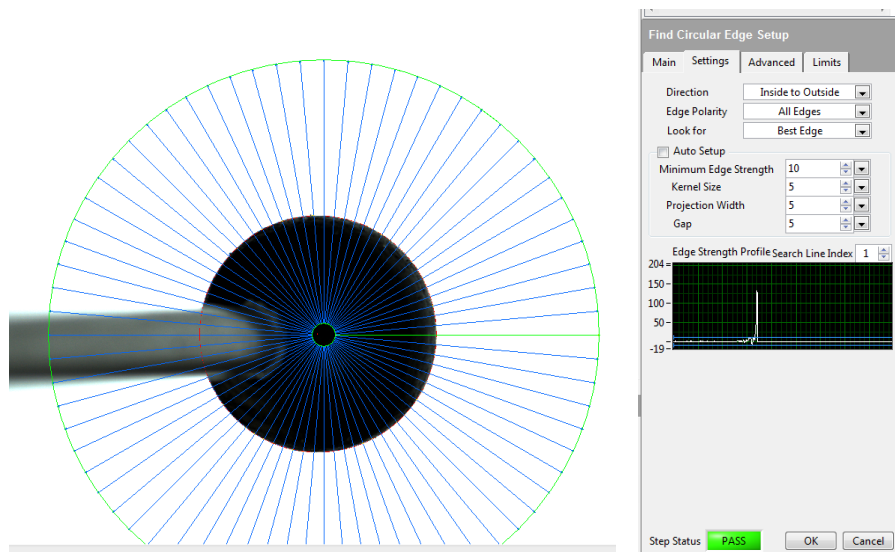 Find Circular Edge Setup
Main Settings Advanced Limits
Direction Inside to Outside
Edge Polarity All Edges
Look for Best Edge
Auto Setup
Minimum Edge Strength 10
Kernel Size 5
Projection Width 5
Gap 5
Edge Strength Profile Search Line Index 1
204
150
100
50
-
-19
Step Status PASS OK Cancel